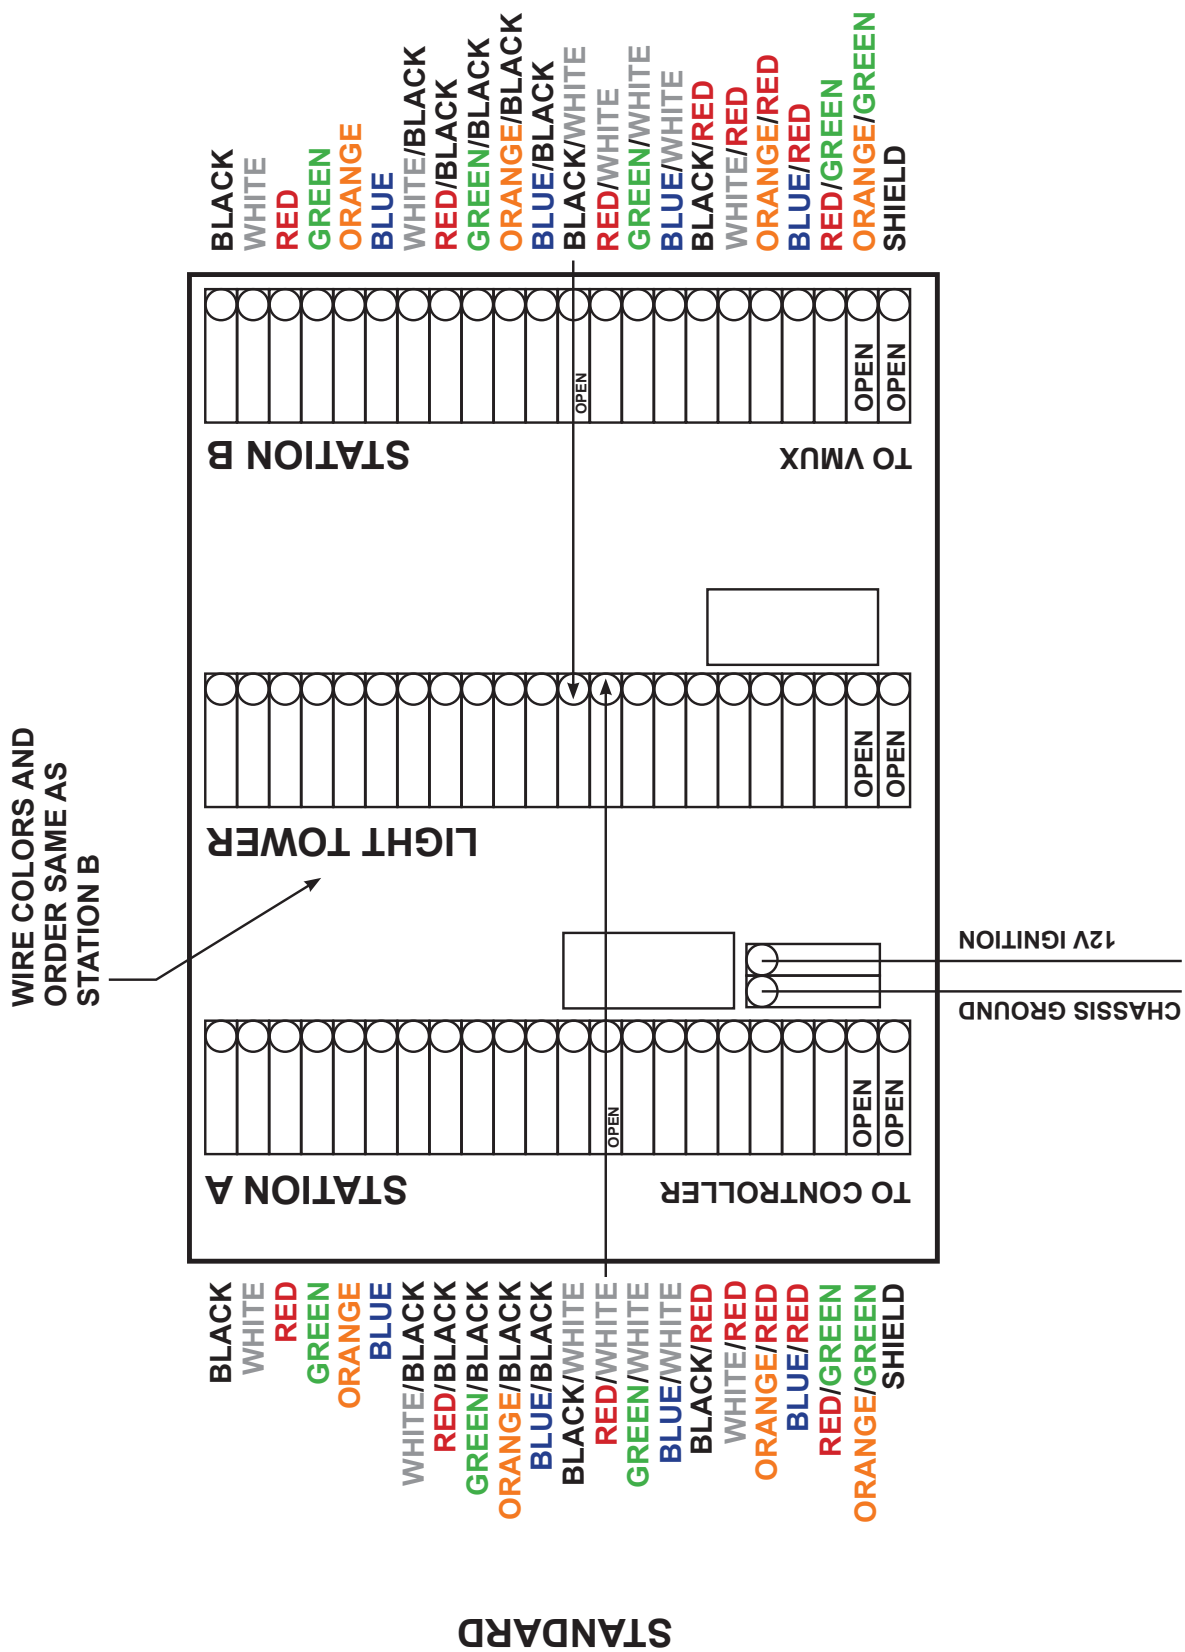 WIRE COLORS AND
ORDER SAME AS
STATION B
BLACK
WHITE
RED
GREEN
ORANGE
BLUE
WHITE/BLACK
RED/BLACK
GREEN/BLACK
ORANGE/BLACK
BLUE/BLACK
BLACK/WHITE
RED/WHITE
GREEN/WHITE
BLUE/WHITE
BLACK/RED
WHITE/RED
ORANGE/RED
BLUE/RED
RED/GREEN
ORANGE/GREEN
SHIELD
OPEN
OPEN
OPEN
STATION B
TO VMUX
OPEN
OPEN
LIGHT TOWER
12V IGNITION
CHASSIS GROUND
OPEN
OPEN
OPEN
STATION A
TO CONTROLLER
BLACK
WHITE
RED
GREEN
ORANGE
BLUE
WHITE/BLACK
RED/BLACK
GREEN/BLACK
ORANGE/BLACK
BLUE/BLACK
BLACK/WHITE
RED/WHITE
GREEN/WHITE
BLUE/WHITE
BLACK/RED
WHITE/RED
ORANGE/RED
BLUE/RED
RED/GREEN
ORANGE/GREEN
SHIELD
STANDARD